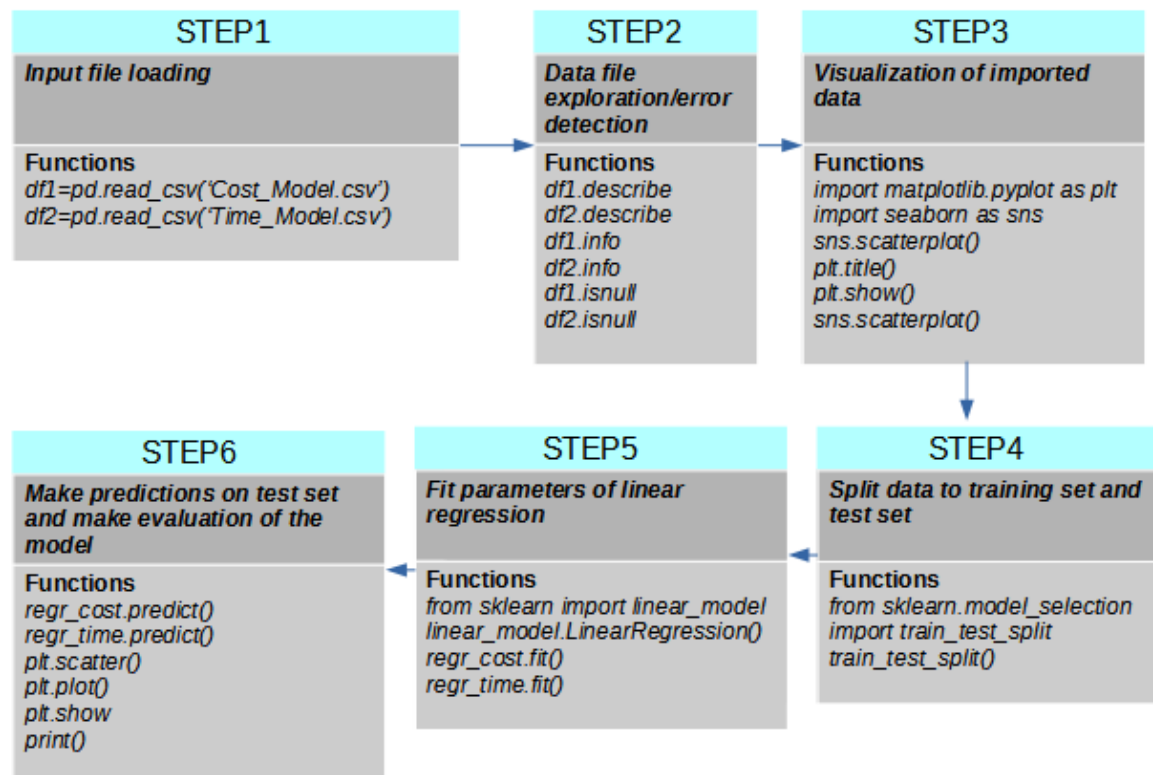 STEP1
Input file loading
Functions
df1=pd.read_csv('Cost_Model.csv')
df2=pd.read_csv('Time_Model.csv')
STEP2
Data file
exploration/error
detection
Functions
df1.describe
df2.describe
df1.info
df2.info
df1.isnull
df2.isnull
STEP3
Visualization of imported
data
Functions
import matplotlib.pyplot as plt
import seaborn as sns
sns.scatterplot()
plt.title()
plt.show()
sns.scatterplot()
STEP4
Split data to training set and
test set
Functions
from sklearn.model_selection
import train_test_split
train_test_split()
STEP5
Fit parameters of linear
regression
Functions
from sklearn import linear_model
linear_model.LinearRegression()
regr_cost.fit()
regr_time.fit()
STEP6
Make predictions on test set
and make evaluation of the
model
Functions
regr_cost.predict()
regr_time.predict()
plt.scatter()
plt.plot()
plt.show
print()